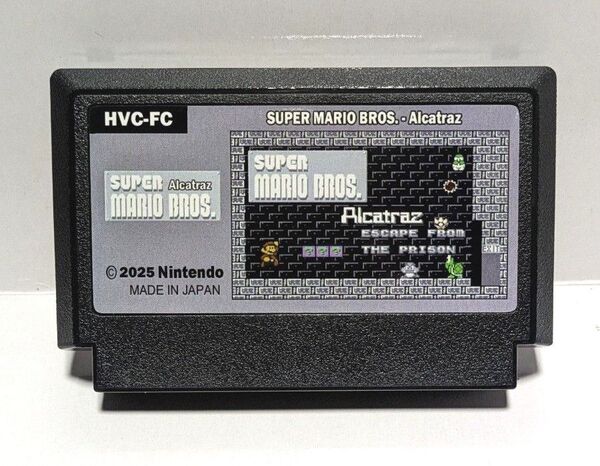 HVC-FC
SUPER MARIO BROS. - Alcatraz
SUPER Alcatraz
MARIO BROS.
© 2025 Nintendo
MADE IN JAPAN
SUPER
MARIO BROS.
Alcatraz
ESCAPE FROM
THE PRISON
EXIT